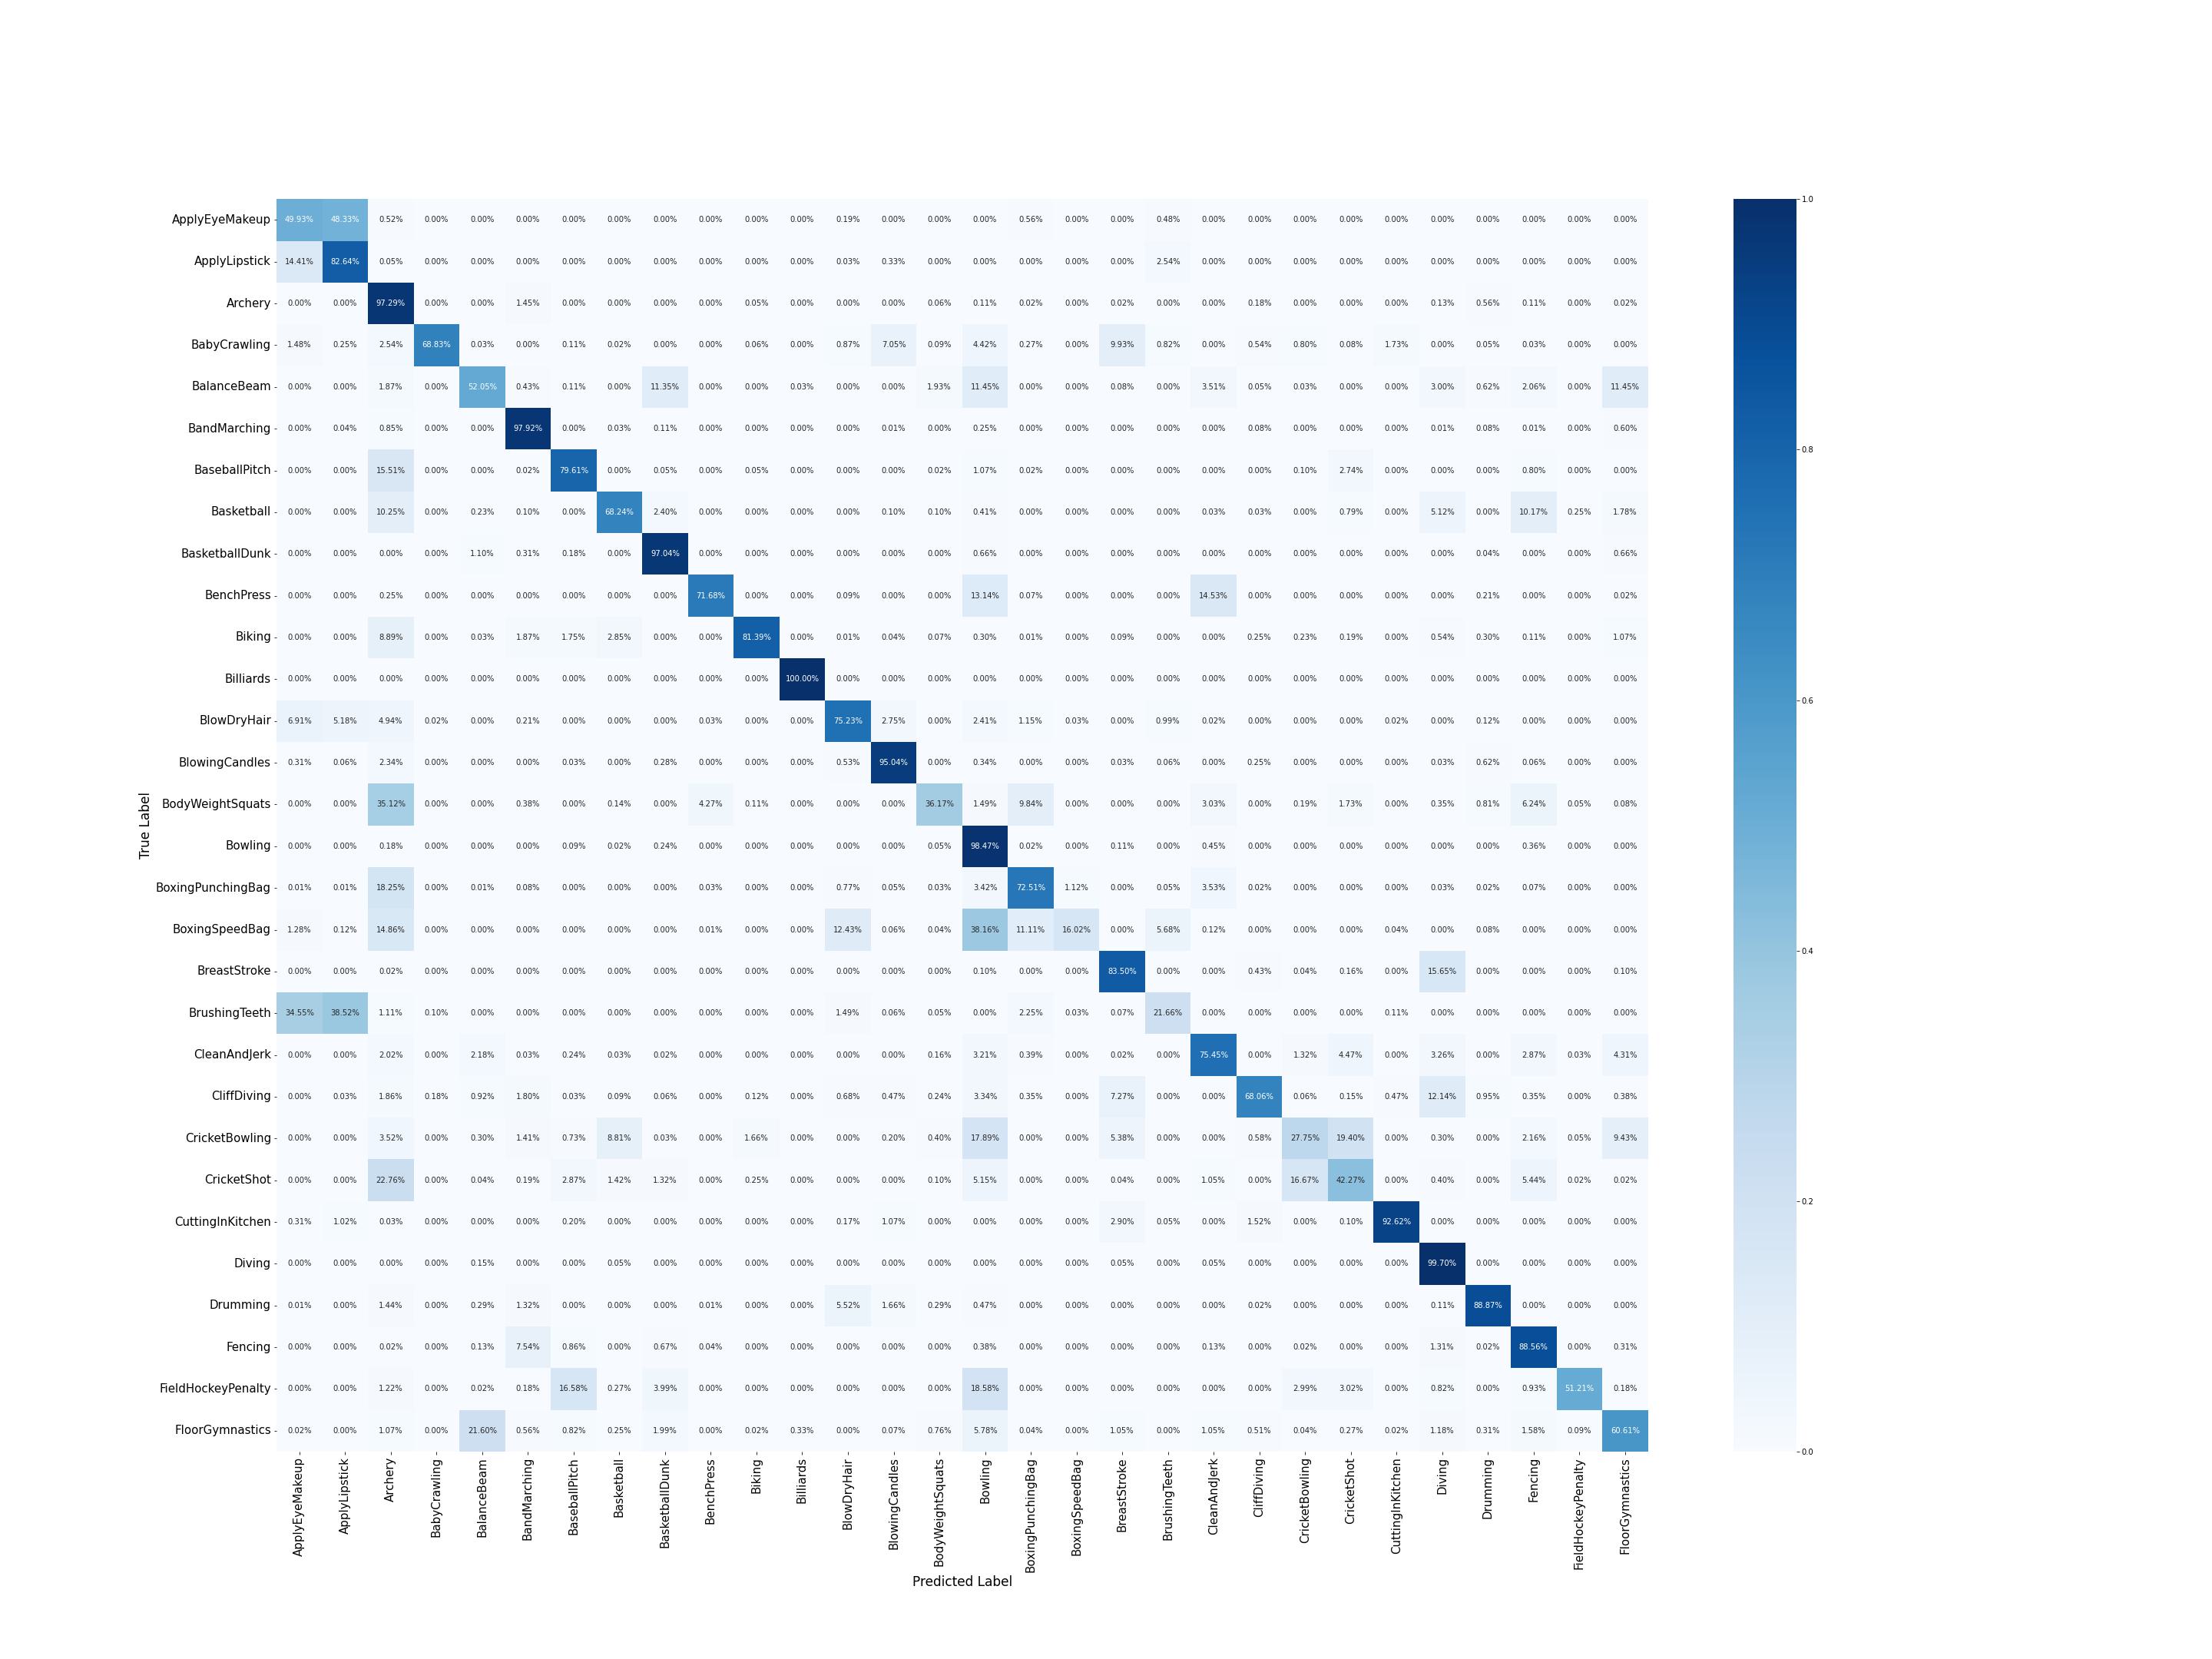 ApplyEyeMakeup 49.93% 48.33% 0.52% 0.00% 0.00% 0.00% 0.00% 0.00% 0.00% 0.00% 0.00% 0.00% 0.19% 0.00% 0.00% 0.00% 0.56% 0.00% 0.00% 0.48% 0.00% 0.00% 0.00% 0.00% 0.00% 0.00% 0.00% 0.00% 0.00% 0.00% 1.0
ApplyLipstick 14.41% 82.64% 0.05% 0.00% 0.00% 0.00% 0.00% 0.00% 0.00% 0.00% 0.00% 0.00% 0.03% 0.33% 0.00% 0.00% 0.00% 0.00% 0.00% 2.54% 0.00% 0.00% 0.00% 0.00% 0.00% 0.00% 0.00% 0.00% 0.00% 0.00%
Archery 0.00% 0.00% 97.29% 0.00% 0.00% 1.45% 0.00% 0.00% 0.00% 0.00% 0.05% 0.00% 0.00% 0.00% 0.06% 0.11% 0.02% 0.00% 0.02% 0.00% 0.00% 0.18% 0.00% 0.00% 0.00% 0.13% 0.56% 0.11% 0.00% 0.02%
BabyCrawling 1.48% 0.25% 2.54% 68.83% 0.03% 0.00% 0.11% 0.02% 0.00% 0.00% 0.06% 0.00% 0.87% 7.05% 0.09% 4.42% 0.27% 0.00% 9.93% 0.82% 0.00% 0.54% 0.80% 0.08% 1.73% 0.00% 0.05% 0.03% 0.00% 0.00%
BalanceBeam 0.00% 0.00% 1.87% 0.00% 52.05% 0.43% 0.11% 0.00% 11.35% 0.00% 0.00% 0.03% 0.00% 0.00% 1.93% 11.45% 0.00% 0.00% 0.08% 0.00% 3.51% 0.05% 0.03% 0.00% 0.00% 3.00% 0.62% 2.06% 0.00% 11.45%
BandMarching 0.00% 0.04% 0.85% 0.00% 0.00% 97.92% 0.00% 0.03% 0.11% 0.00% 0.00% 0.00% 0.00% 0.01% 0.00% 0.25% 0.00% 0.00% 0.00% 0.00% 0.00% 0.08% 0.00% 0.00% 0.00% 0.01% 0.08% 0.01% 0.00% 0.60%
BaseballPitch 0.00% 0.00% 15.51% 0.00% 0.00% 0.02% 79.61% 0.00% 0.05% 0.00% 0.05% 0.00% 0.00% 0.00% 0.02% 1.07% 0.02% 0.00% 0.00% 0.00% 0.00% 0.00% 0.10% 2.74% 0.00% 0.00% 0.00% 0.80% 0.00% 0.00% 0.8
Basketball 0.00% 0.00% 10.25% 0.00% 0.23% 0.10% 0.00% 68.24% 2.40% 0.00% 0.00% 0.00% 0.00% 0.10% 0.10% 0.41% 0.00% 0.00% 0.00% 0.00% 0.03% 0.03% 0.00% 0.79% 0.00% 5.12% 0.00% 10.17% 0.25% 1.78%
BasketballDunk 0.00% 0.00% 0.00% 0.00% 1.10% 0.31% 0.18% 0.00% 97.04% 0.00% 0.00% 0.00% 0.00% 0.00% 0.00% 0.66% 0.00% 0.00% 0.00% 0.00% 0.00% 0.00% 0.00% 0.00% 0.00% 0.00% 0.04% 0.00% 0.00% 0.66%
BenchPress 0.00% 0.00% 0.25% 0.00% 0.00% 0.00% 0.00% 0.00% 0.00% 71.68% 0.00% 0.00% 0.09% 0.00% 0.00% 13.14% 0.07% 0.00% 0.00% 0.00% 14.53% 0.00% 0.00% 0.00% 0.00% 0.00% 0.21% 0.00% 0.00% 0.02%
Biking 0.00% 0.00% 8.89% 0.00% 0.03% 1.87% 1.75% 2.85% 0.00% 0.00% 81.39% 0.00% 0.01% 0.04% 0.07% 0.30% 0.01% 0.00% 0.09% 0.00% 0.00% 0.25% 0.23% 0.19% 0.00% 0.54% 0.30% 0.11% 0.00% 1.07%
Billiards 0.00% 0.00% 0.00% 0.00% 0.00% 0.00% 0.00% 0.00% 0.00% 0.00% 0.00% 100.00% 0.00% 0.00% 0.00% 0.00% 0.00% 0.00% 0.00% 0.00% 0.00% 0.00% 0.00% 0.00% 0.00% 0.00% 0.00% 0.00% 0.00% 0.00%
BlowDryHair 6.91% 5.18% 4.94% 0.02% 0.00% 0.21% 0.00% 0.00% 0.00% 0.03% 0.00% 0.00% 75.23% 2.75% 0.00% 2.41% 1.15% 0.03% 0.00% 0.99% 0.02% 0.00% 0.00% 0.00% 0.02% 0.00% 0.12% 0.00% 0.00% 0.00% 0.6
BlowingCandles 0.31% 0.06% 2.34% 0.00% 0.00% 0.00% 0.03% 0.00% 0.28% 0.00% 0.00% 0.00% 0.53% 95.04% 0.00% 0.34% 0.00% 0.00% 0.03% 0.06% 0.00% 0.25% 0.00% 0.00% 0.00% 0.03% 0.62% 0.06% 0.00% 0.00%
BodyWeightSquats 0.00% 0.00% 35.12% 0.00% 0.00% 0.38% 0.00% 0.14% 0.00% 4.27% 0.11% 0.00% 0.00% 0.00% 36.17% 1.49% 9.84% 0.00% 0.00% 0.00% 3.03% 0.00% 0.19% 1.73% 0.00% 0.35% 0.81% 6.24% 0.05% 0.08%
Bowling 0.00% 0.00% 0.18% 0.00% 0.00% 0.00% 0.09% 0.02% 0.24% 0.00% 0.00% 0.00% 0.00% 0.00% 0.05% 98.47% 0.02% 0.00% 0.11% 0.00% 0.45% 0.00% 0.00% 0.00% 0.00% 0.00% 0.00% 0.36% 0.00% 0.00%
BoxingPunchingBag 0.01% 0.01% 18.25% 0.00% 0.01% 0.08% 0.00% 0.00% 0.00% 0.03% 0.00% 0.00% 0.77% 0.05% 0.03% 3.42% 72.51% 1.12% 0.00% 0.05% 3.53% 0.02% 0.00% 0.00% 0.00% 0.03% 0.02% 0.07% 0.00% 0.00%
BoxingSpeedBag 1.28% 0.12% 14.86% 0.00% 0.00% 0.00% 0.00% 0.00% 0.00% 0.01% 0.00% 0.00% 12.43% 0.06% 0.04% 38.16% 11.11% 16.02% 0.00% 5.68% 0.12% 0.00% 0.00% 0.00% 0.04% 0.00% 0.08% 0.00% 0.00% 0.00% 0.4
BreastStroke 0.00% 0.00% 0.02% 0.00% 0.00% 0.00% 0.00% 0.00% 0.00% 0.00% 0.00% 0.00% 0.00% 0.00% 0.00% 0.10% 0.00% 0.00% 83.50% 0.00% 0.00% 0.43% 0.04% 0.16% 0.00% 15.65% 0.00% 0.00% 0.00% 0.10%
BrushingTeeth 34.55% 38.52% 1.11% 0.10% 0.00% 0.00% 0.00% 0.00% 0.00% 0.00% 0.00% 0.00% 1.49% 0.06% 0.05% 0.00% 2.25% 0.03% 0.07% 21.66% 0.00% 0.00% 0.00% 0.00% 0.11% 0.00% 0.00% 0.00% 0.00% 0.00%
CleanAndJerk 0.00% 0.00% 2.02% 0.00% 2.18% 0.03% 0.24% 0.03% 0.02% 0.00% 0.00% 0.00% 0.00% 0.00% 0.16% 3.21% 0.39% 0.00% 0.02% 0.00% 75.45% 0.00% 1.32% 4.47% 0.00% 3.26% 0.00% 2.87% 0.03% 4.31%
CliffDiving 0.00% 0.03% 1.86% 0.18% 0.92% 1.80% 0.03% 0.09% 0.06% 0.00% 0.12% 0.00% 0.68% 0.47% 0.24% 3.34% 0.35% 0.00% 7.27% 0.00% 0.00% 68.06% 0.06% 0.15% 0.47% 12.14% 0.95% 0.35% 0.00% 0.38%
CricketBowling 0.00% 0.00% 3.52% 0.00% 0.30% 1.41% 0.73% 8.81% 0.03% 0.00% 1.66% 0.00% 0.00% 0.20% 0.40% 17.89% 0.00% 0.00% 5.38% 0.00% 0.00% 0.58% 27.75% 19.40% 0.00% 0.30% 0.00% 2.16% 0.05% 9.43%
CricketShot 0.00% 0.00% 22.76% 0.00% 0.04% 0.19% 2.87% 1.42% 1.32% 0.00% 0.25% 0.00% 0.00% 0.00% 0.10% 5.15% 0.00% 0.00% 0.04% 0.00% 1.05% 0.00% 16.67% 42.27% 0.00% 0.40% 0.00% 5.44% 0.02% 0.02% 0.2
CuttingInKitchen 0.31% 1.02% 0.03% 0.00% 0.00% 0.00% 0.20% 0.00% 0.00% 0.00% 0.00% 0.00% 0.17% 1.07% 0.00% 0.00% 0.00% 0.00% 2.90% 0.05% 0.00% 1.52% 0.00% 0.10% 92.62% 0.00% 0.00% 0.00% 0.00% 0.00%
Diving 0.00% 0.00% 0.00% 0.00% 0.15% 0.00% 0.00% 0.05% 0.00% 0.00% 0.00% 0.00% 0.00% 0.00% 0.00% 0.00% 0.00% 0.00% 0.05% 0.00% 0.05% 0.00% 0.00% 0.00% 0.00% 99.70% 0.00% 0.00% 0.00% 0.00%
Drumming 0.01% 0.00% 1.44% 0.00% 0.29% 1.32% 0.00% 0.00% 0.00% 0.01% 0.00% 0.00% 5.52% 1.66% 0.29% 0.47% 0.00% 0.00% 0.00% 0.00% 0.00% 0.02% 0.00% 0.00% 0.00% 0.11% 88.87% 0.00% 0.00% 0.00%
Fencing 0.00% 0.00% 0.02% 0.00% 0.13% 7.54% 0.86% 0.00% 0.67% 0.04% 0.00% 0.00% 0.00% 0.00% 0.00% 0.38% 0.00% 0.00% 0.00% 0.00% 0.13% 0.00% 0.02% 0.00% 0.00% 1.31% 0.02% 88.56% 0.00% 0.31%
FieldHockeyPenalty 0.00% 0.00% 1.22% 0.00% 0.02% 0.18% 16.58% 0.27% 3.99% 0.00% 0.00% 0.00% 0.00% 0.00% 0.00% 18.58% 0.00% 0.00% 0.00% 0.00% 0.00% 0.00% 2.99% 3.02% 0.00% 0.82% 0.00% 0.93% 51.21% 0.18%
FloorGymnastics 0.02% 0.00% 1.07% 0.00% 21.60% 0.56% 0.82% 0.25% 1.99% 0.00% 0.02% 0.33% 0.00% 0.07% 0.76% 5.78% 0.04% 0.00% 1.05% 0.00% 1.05% 0.51% 0.04% 0.27% 0.02% 1.18% 0.31% 1.58% 0.09% 60.61% 0.0
True Label
ApplyEyeMakeup ApplyLipstick Archery BabyCrawling BalanceBeam BandMarching BaseballPitch Basketball BasketballDunk BenchPress Biking Billiards BlowDryHair BlowingCandles BodyWeightSquats Bowling BoxingPunchingBag BoxingSpeedBag BreastStroke BrushingTeeth CleanAndJerk CliffDiving CricketBowling CricketShot CuttingInKitchen Diving Drumming Fencing FieldHockeyPenalty FloorGymnastics
Predicted Label